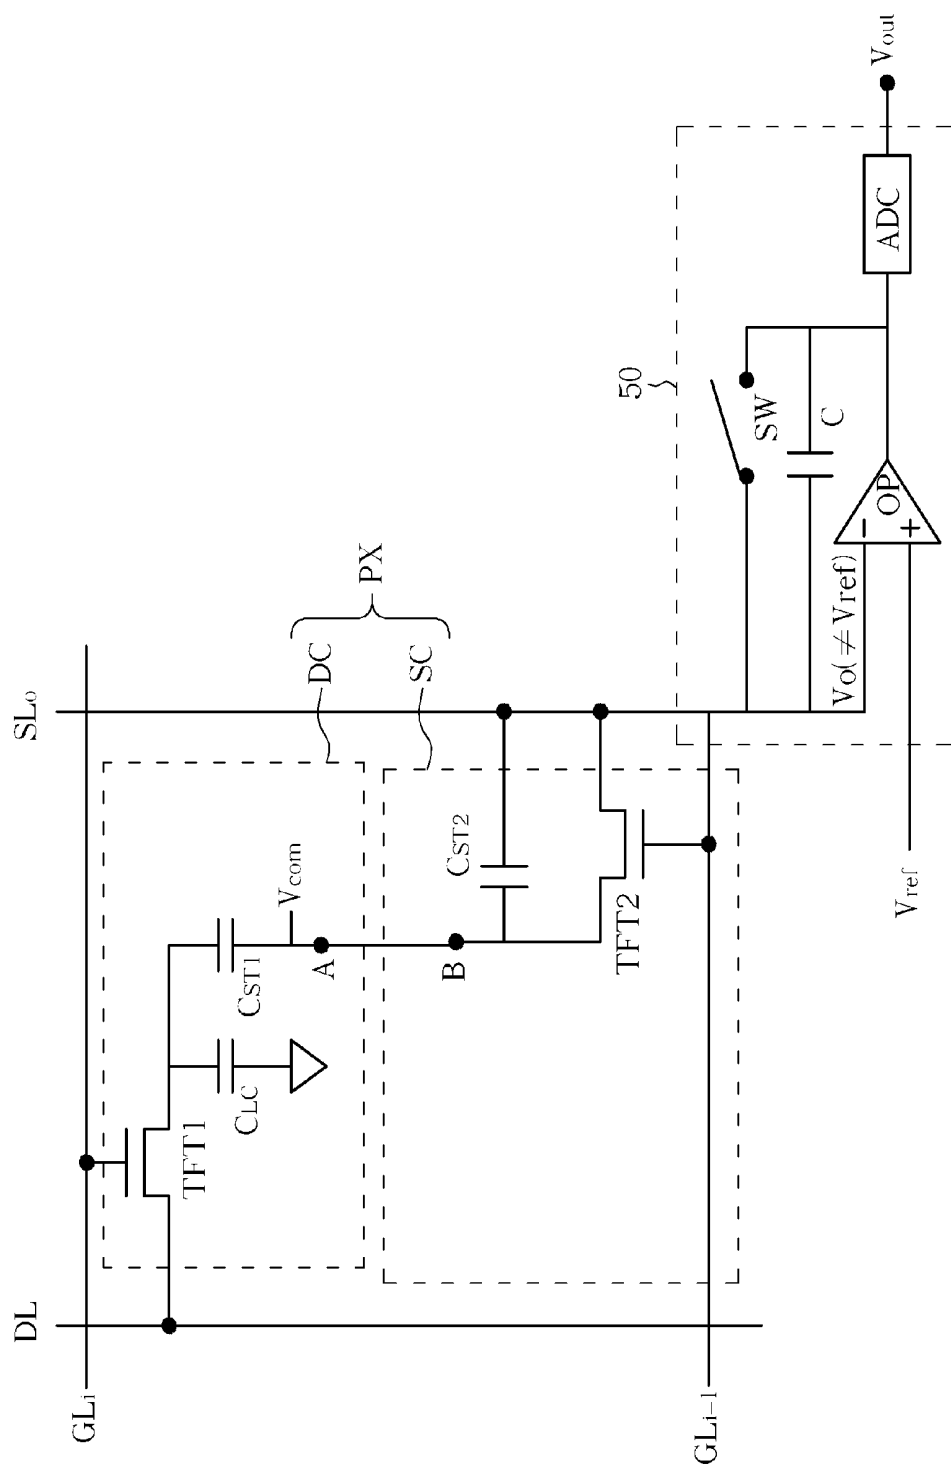 DL
SLo
GLi
TFT1
CLC
CST1
Vcom
A
DC
PX
SC
B
CST2
TFT2
GLi-1
50
SW
C
Vo(≠Vref)
OP
−
+
ADC
Vout
Vref